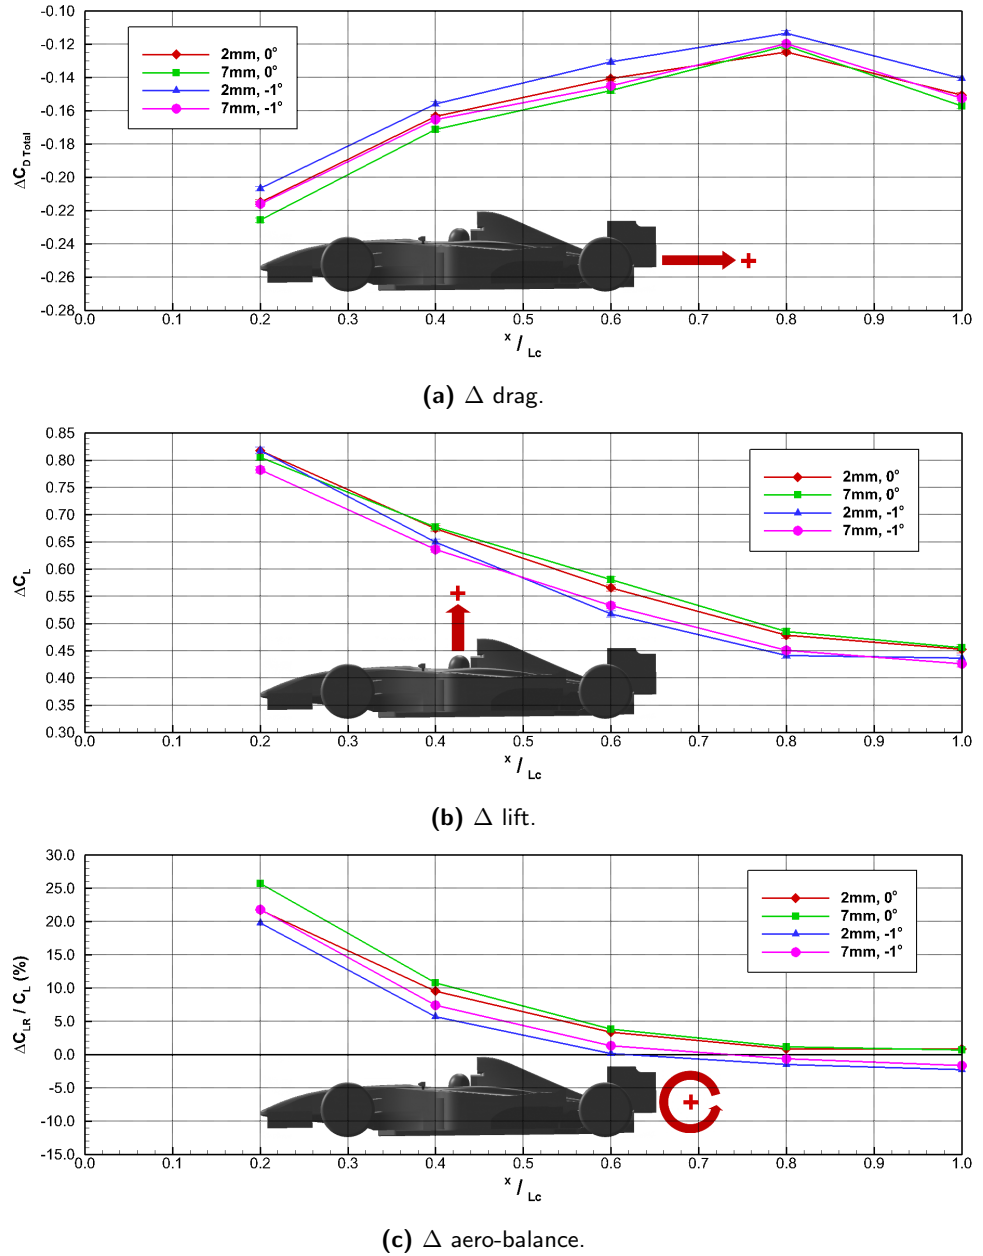 -0.10
-0.12
-0.14
-0.16
-0.18
-0.20
-0.22
-0.24
-0.26
-0.28
ΔC_D Total
2mm, 0°
7mm, 0°
2mm, -1°
7mm, -1°
+
0.0 0.1 0.2 0.3 0.4 0.5 0.6 0.7 0.8 0.9 1.0
x / Lc
(a) Δ drag.
0.85
0.80
0.75
0.70
0.65
0.60
0.55
0.50
0.45
0.40
0.35
0.30
ΔC_L
2mm, 0°
7mm, 0°
2mm, -1°
7mm, -1°
+
0.0 0.1 0.2 0.3 0.4 0.5 0.6 0.7 0.8 0.9 1.0
x / Lc
(b) Δ lift.
30.0
25.0
20.0
15.0
10.0
5.0
0.0
-5.0
-10.0
-15.0
ΔC_LR / C_L (%)
2mm, 0°
7mm, 0°
2mm, -1°
7mm, -1°
+
0.0 0.1 0.2 0.3 0.4 0.5 0.6 0.7 0.8 0.9 1.0
x / Lc
(c) Δ aero-balance.